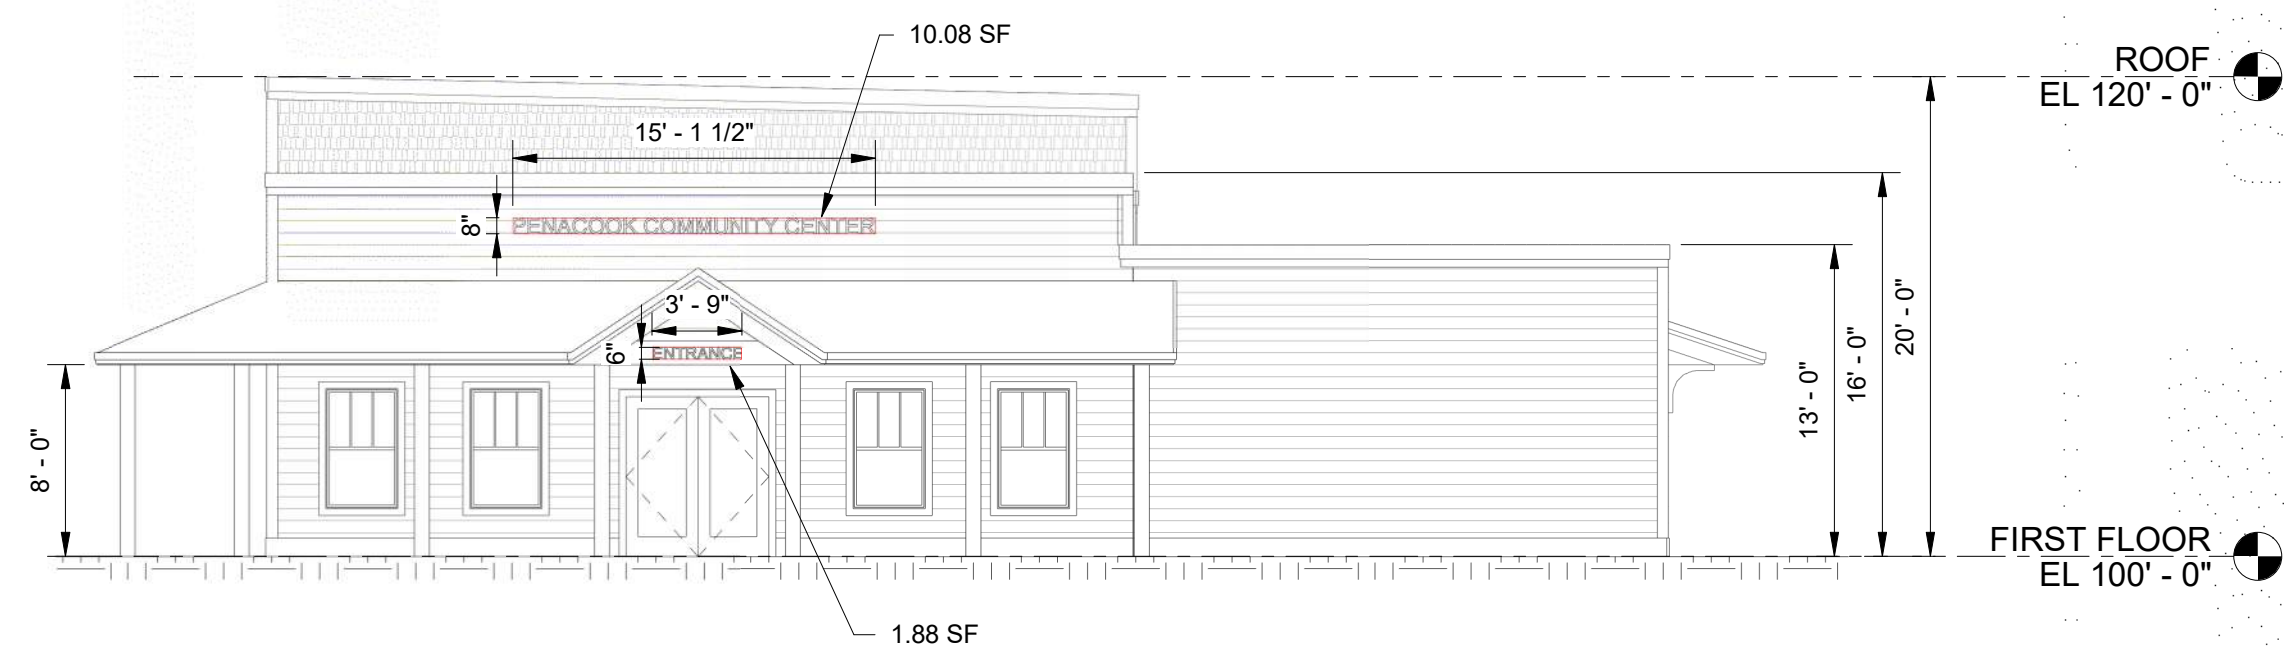 10.08 SF
ROOF
EL 120' - 0"
15' - 1 1/2"
8"
PENACOOK COMMUNITY CENTER
3' - 9"
6"
ENTRANCE
8' - 0"
13' - 0"
16' - 0"
20' - 0"
FIRST FLOOR
EL 100' - 0"
1.88 SF